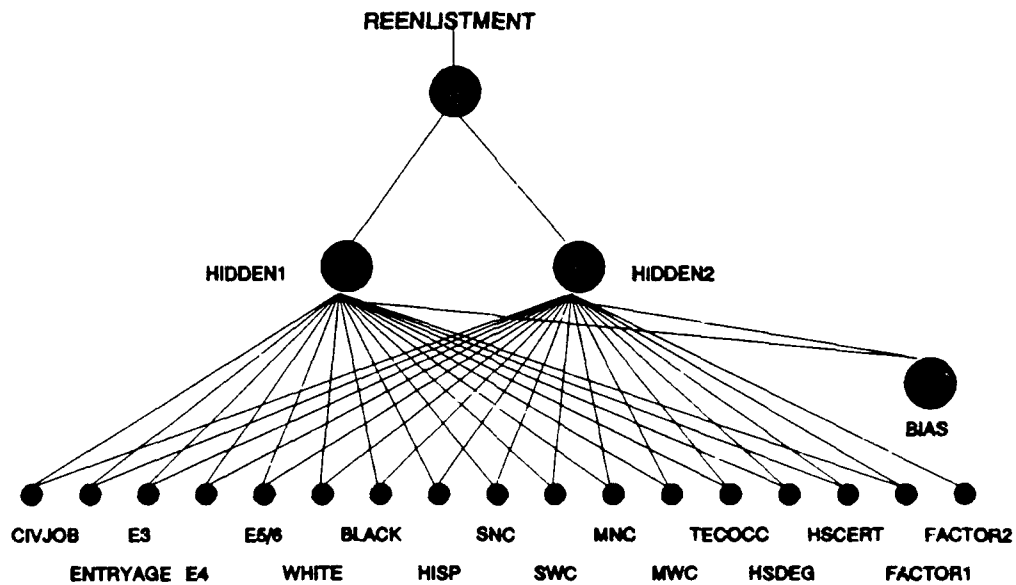 REENLISTMENT
HIDDEN1 HIDDEN2
BIAS
CIVJOB E3 E5/6 BLACK SNC MNC TECOCC HSCERT FACTOR2
ENTRYAGE E4 WHITE HISP SWC MWC HSDEG FACTOR1